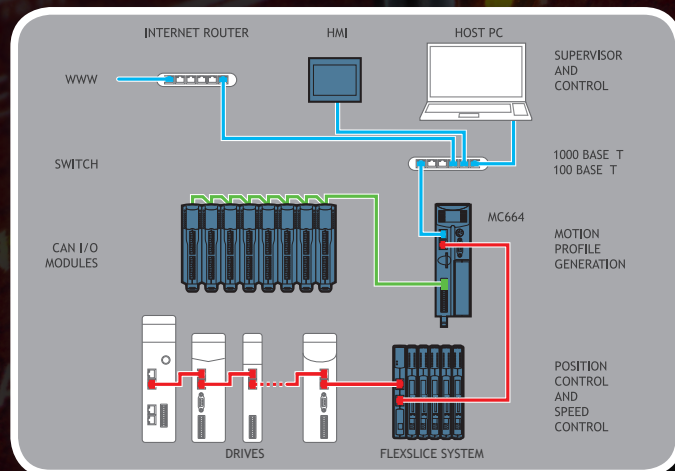 INTERNET ROUTER
HMI
HOST PC
WWW
SUPERVISOR
AND
CONTROL
SWITCH
1000 BASE T
100 BASE T
MC664
CAN I/O
MODULES
MOTION
PROFILE
GENERATION
POSITION
CONTROL
AND
SPEED
CONTROL
DRIVES
FLEXSLICE SYSTEM